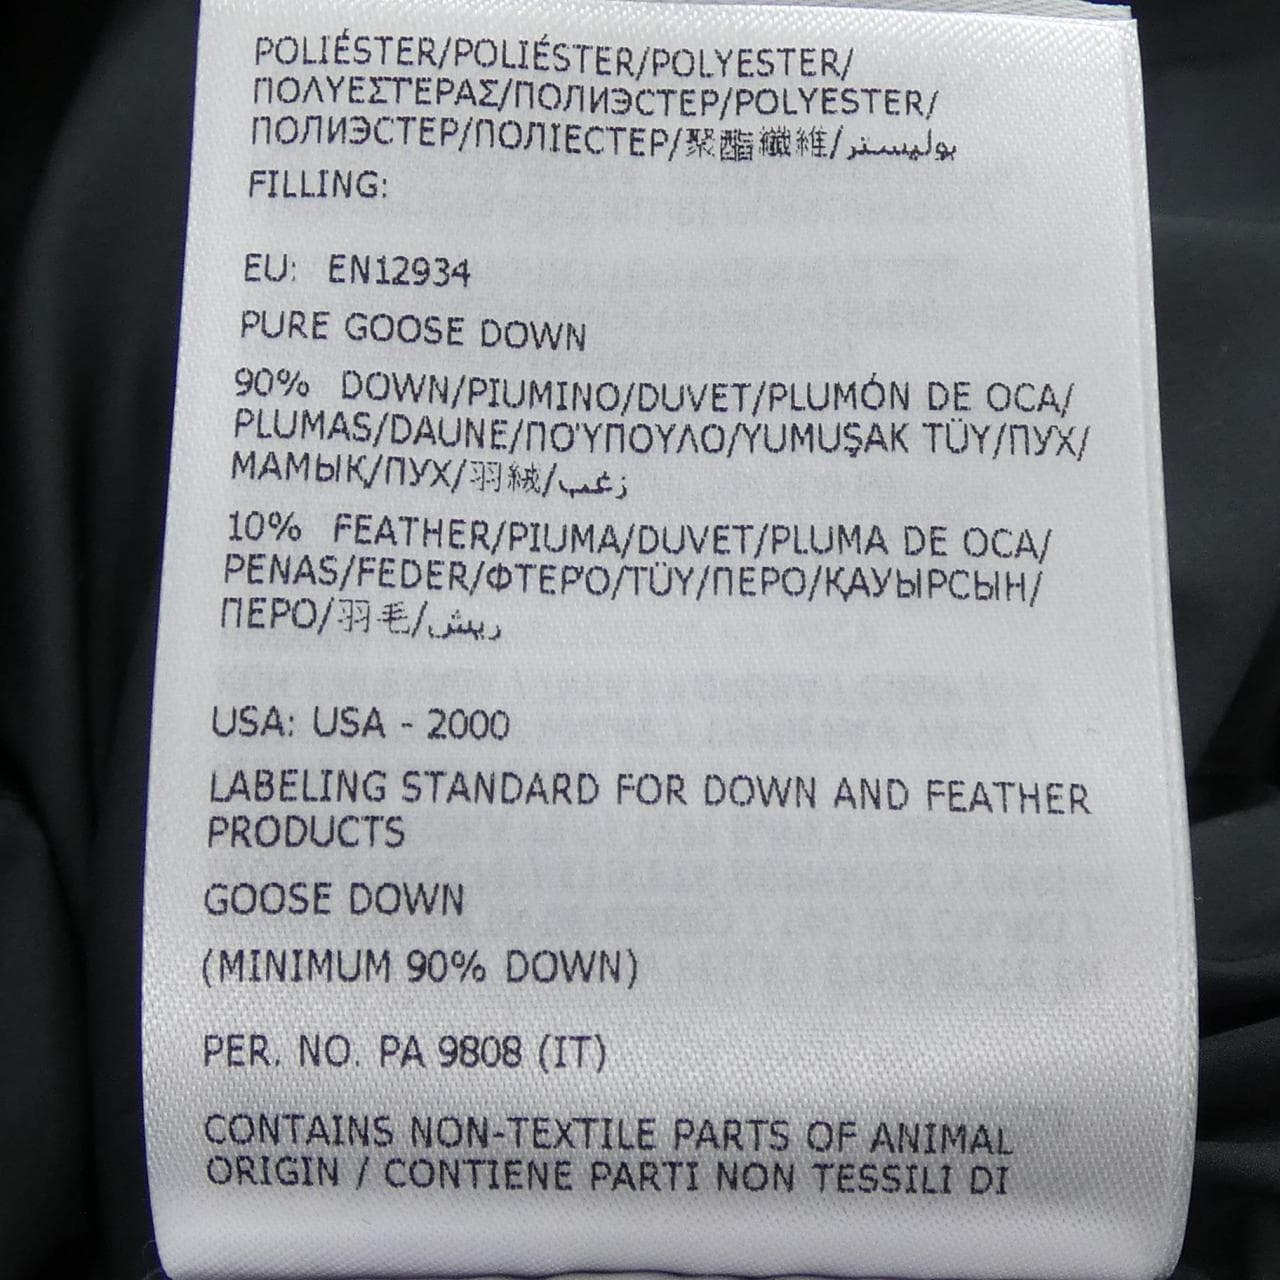 POLIÉSTER/POLIÉSTER/POLYESTER/
ΠΟΛΥΕΣΤΕΡΑΣ/ПОЛИЭСТЕР/POLYESTER/
ПОЛИЭСТЕР/ПОЛІЕСТЕР/聚酯纖維/بوليستر
FILLING:
EU: EN12934
PURE GOOSE DOWN
90% DOWN/PIUMINO/DUVET/PLUMÓN DE OCA/
PLUMAS/DAUNE/ΠΟΎΠΟΥΛΟ/YUMUŞAK TÜY/ПУХ/
МАМЫҚ/ПУХ/羽絨/زغب
10% FEATHER/PIUMA/DUVET/PLUMA DE OCA/
PENAS/FEDER/ΦΤΕΡΌ/TÜY/ПЕРО/ҚАУЫРСЫН/
ПЕРО/羽毛/ريش
USA: USA - 2000
LABELING STANDARD FOR DOWN AND FEATHER
PRODUCTS
GOOSE DOWN
(MINIMUM 90% DOWN)
PER. NO. PA 9808 (IT)
CONTAINS NON-TEXTILE PARTS OF ANIMAL
ORIGIN / CONTIENE PARTI NON TESSILI DI